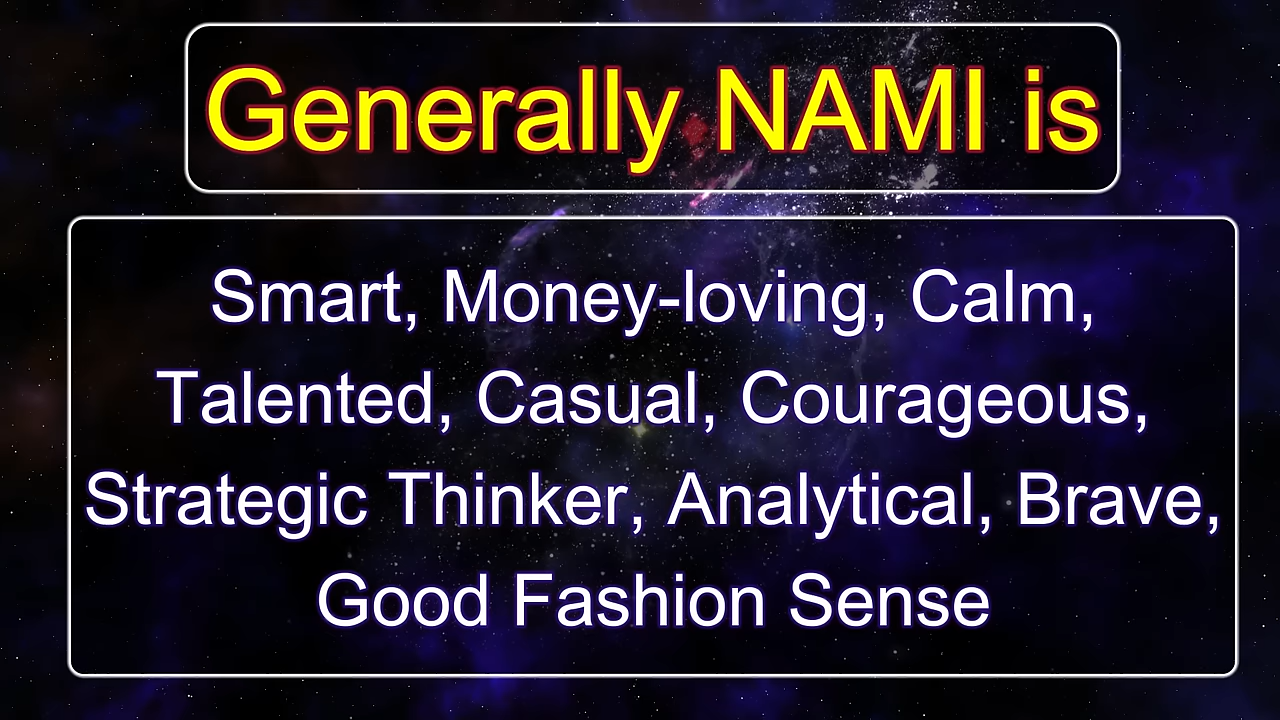 Generally NAMI is
Smart, Money-loving, Calm,
Talented, Casual, Courageous,
Strategic Thinker, Analytical, Brave,
Good Fashion Sense